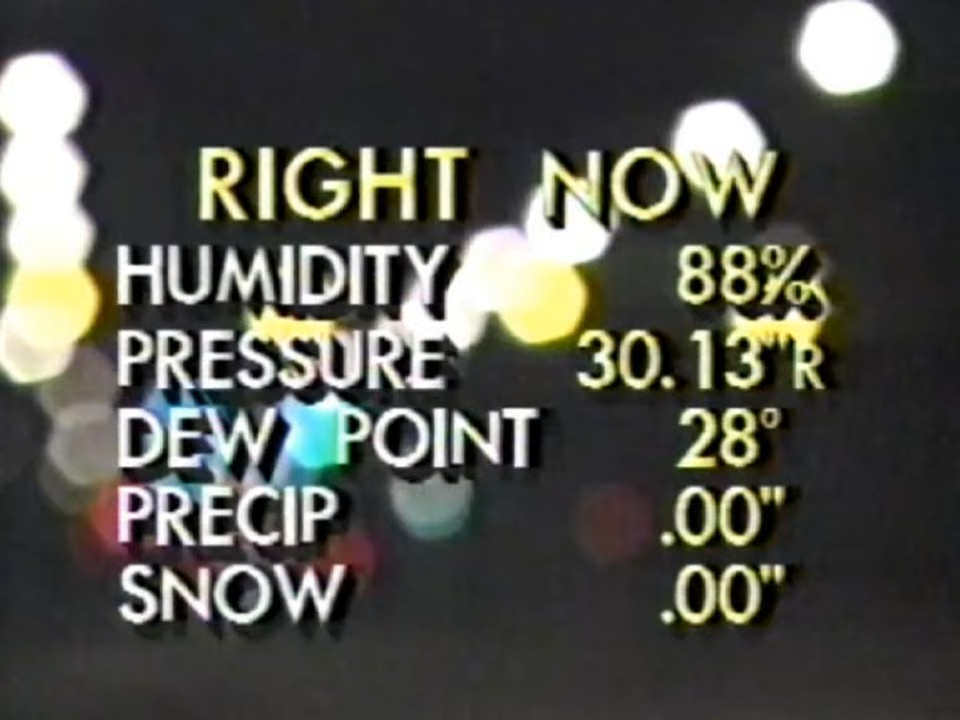 RIGHT NOW
HUMIDITY 88%
PRESSURE 30.13"R
DEW POINT 28°
PRECIP .00"
SNOW .00"